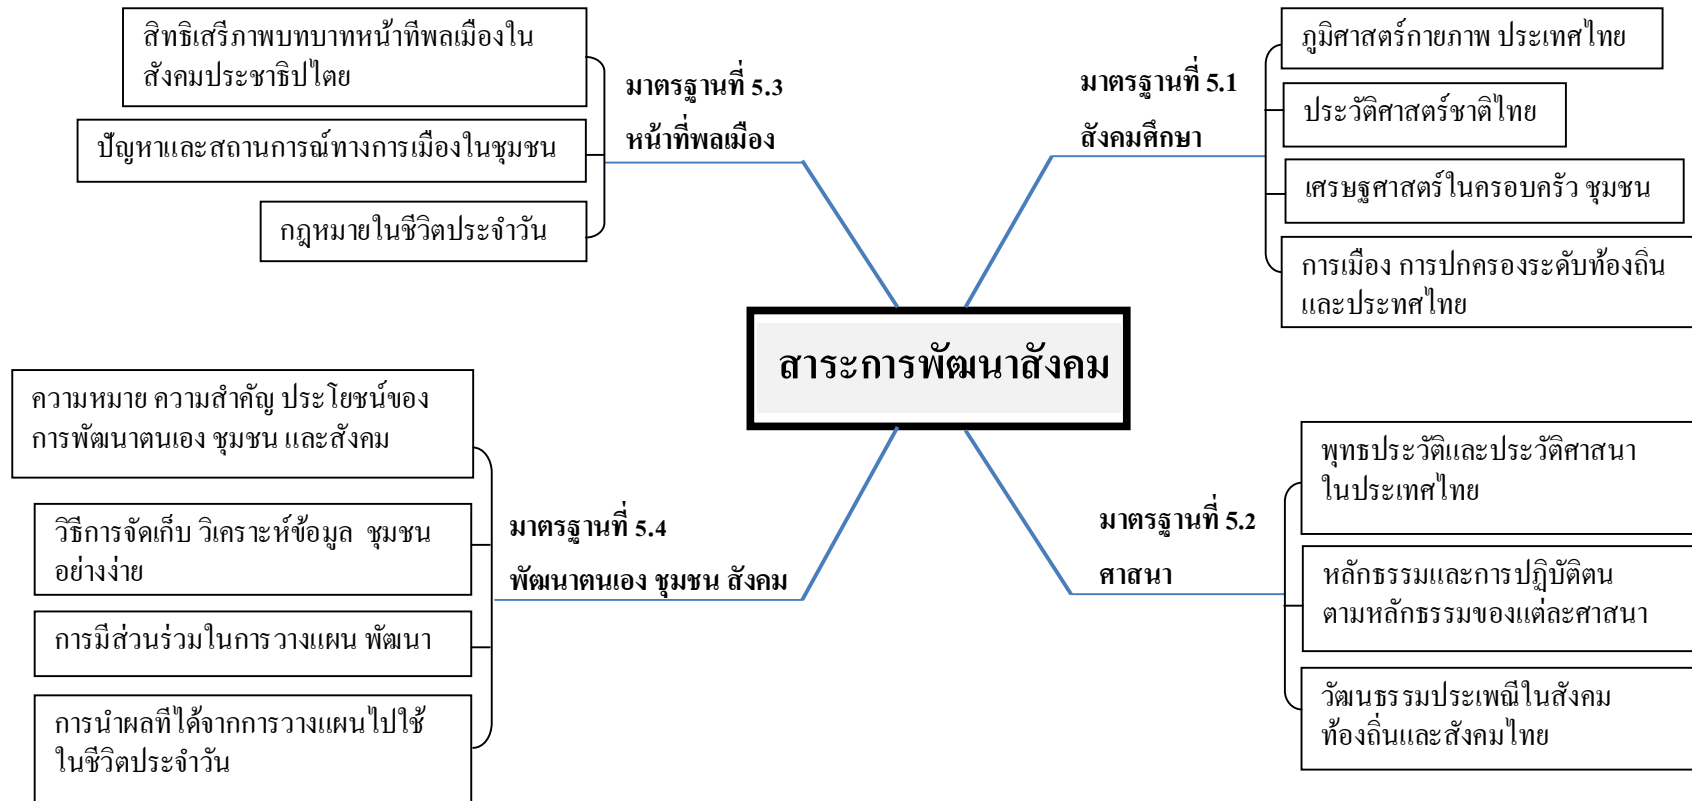 สิทธิเสรีภาพบทบาทหน้าที่พลเมืองใน
สังคมประชาธิปไตย
ปัญหาและสถานการณ์ทางการเมืองในชุมชน
กฎหมายในชีวิตประจำวัน
มาตรฐานที่ 5.3
หน้าที่พลเมือง
มาตรฐานที่ 5.1
สังคมศึกษา
ภูมิศาสตร์กายภาพ ประเทศไทย
ประวัติศาสตร์ชาติไทย
เศรษฐศาสตร์ในครอบครัว ชุมชน
การเมือง การปกครองระดับท้องถิ่น
และประทศไทย
สาระการพัฒนาสังคม
ความหมาย ความสำคัญ ประโยชน์ของ
การพัฒนาตนเอง ชุมชน และสังคม
วิธีการจัดเก็บ วิเคราะห์ข้อมูล ชุมชน
อย่างง่าย
การมีส่วนร่วมในการวางแผน พัฒนา
การนำผลที่ได้จากการวางแผนไปใช้
ในชีวิตประจำวัน
มาตรฐานที่ 5.4
พัฒนาตนเอง ชุมชน สังคม
มาตรฐานที่ 5.2
ศาสนา
พุทธประวัติและประวัติศาสนา
ในประเทศไทย
หลักธรรมและการปฏิบัติตน
ตามหลักธรรมของแต่ละศาสนา
วัฒนธรรมประเพณีในสังคม
ท้องถิ่นและสังคมไทย